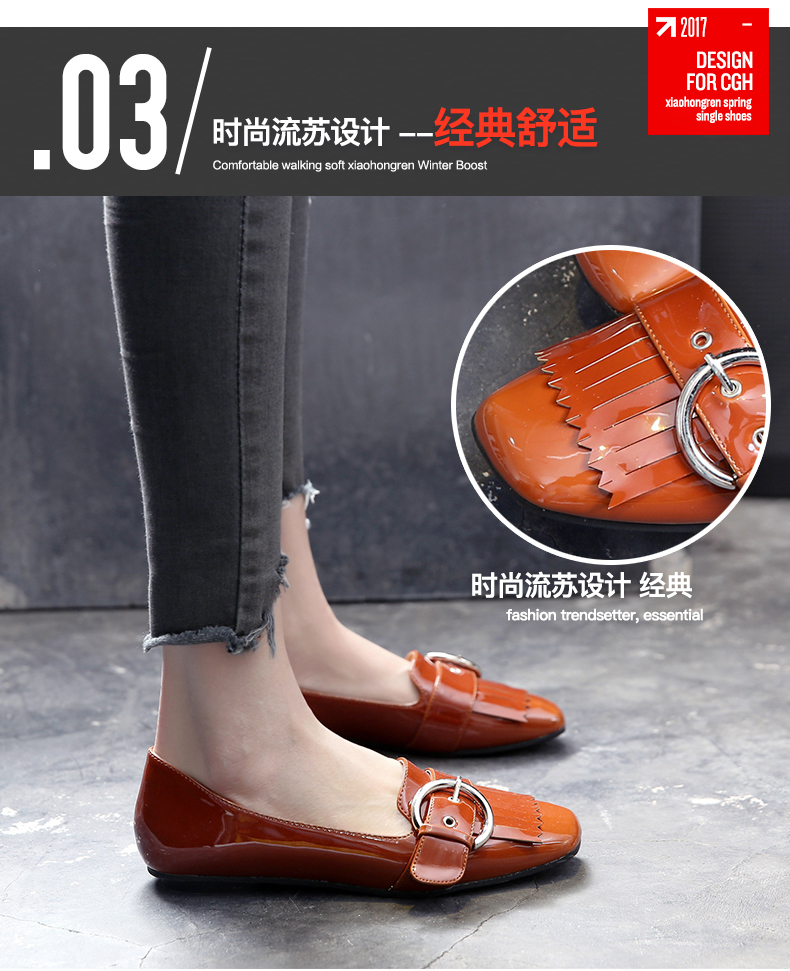 2017
DESIGN
FOR CGH
xiaohongren spring
single shoes
.03/
时尚流苏设计 --经典舒适
Comfortable walking soft xiaohongren Winter Boost
时尚流苏设计 经典
fashion trendsetter, essential